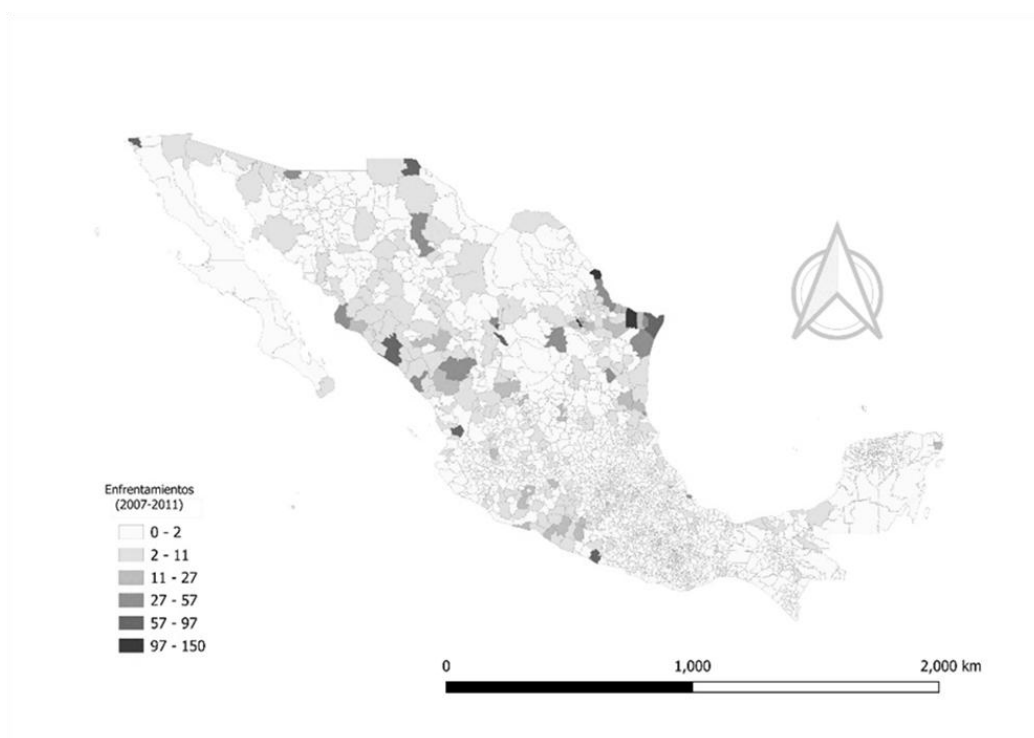 Enfrentamientos
(2007-2011)
0 - 2
2 - 11
11 - 27
27 - 57
57 - 97
97 - 150
0 1,000 2,000 km